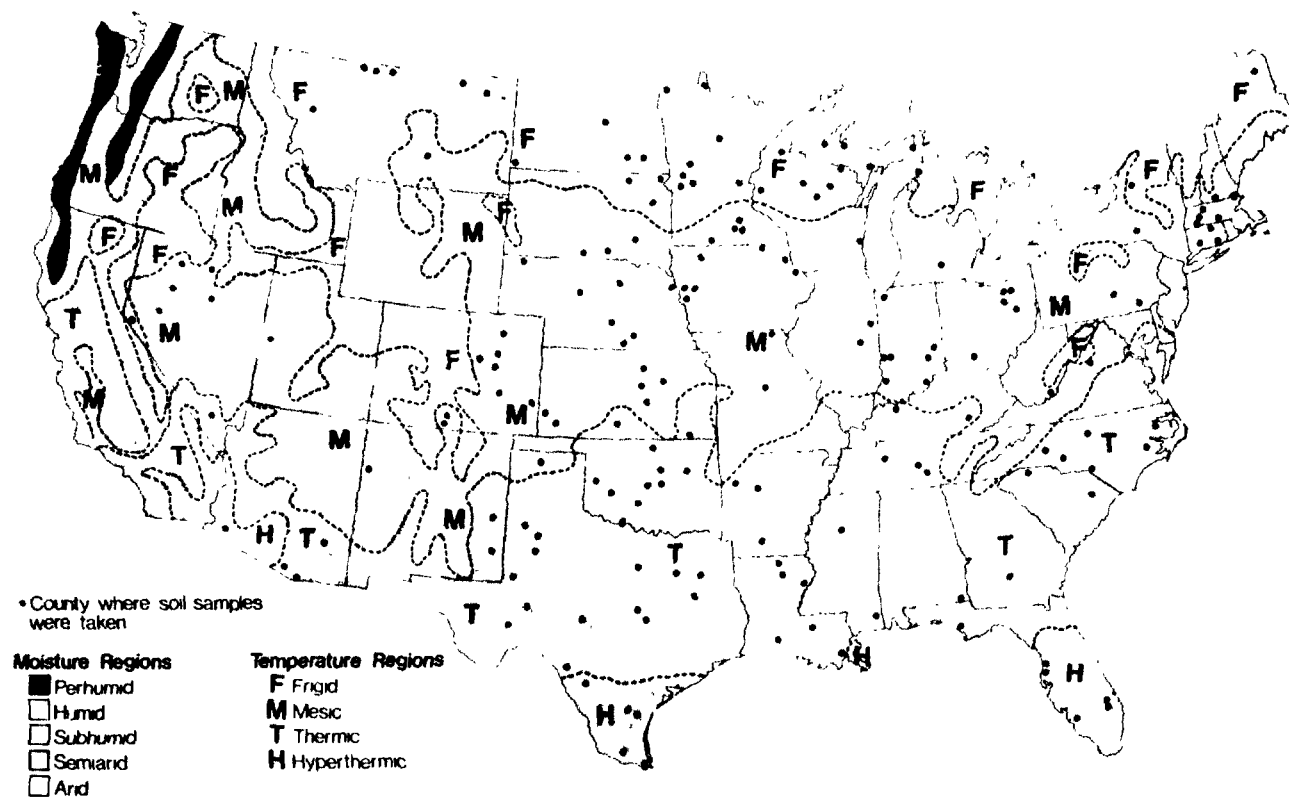 F
M
F
F
F
F
F
M
F
F
M
F
M
F
F
M
F
F
F
M
T
M
M
F
F
M
M
M
T
T
M
H
T
T
T
T
H
H
H
• County where soil samples
were taken
Moisture Regions
Perhumid
Humid
Subhumid
Semiarid
Arid
Temperature Regions
F Frigid
M Mesic
T Thermic
H Hyperthermic